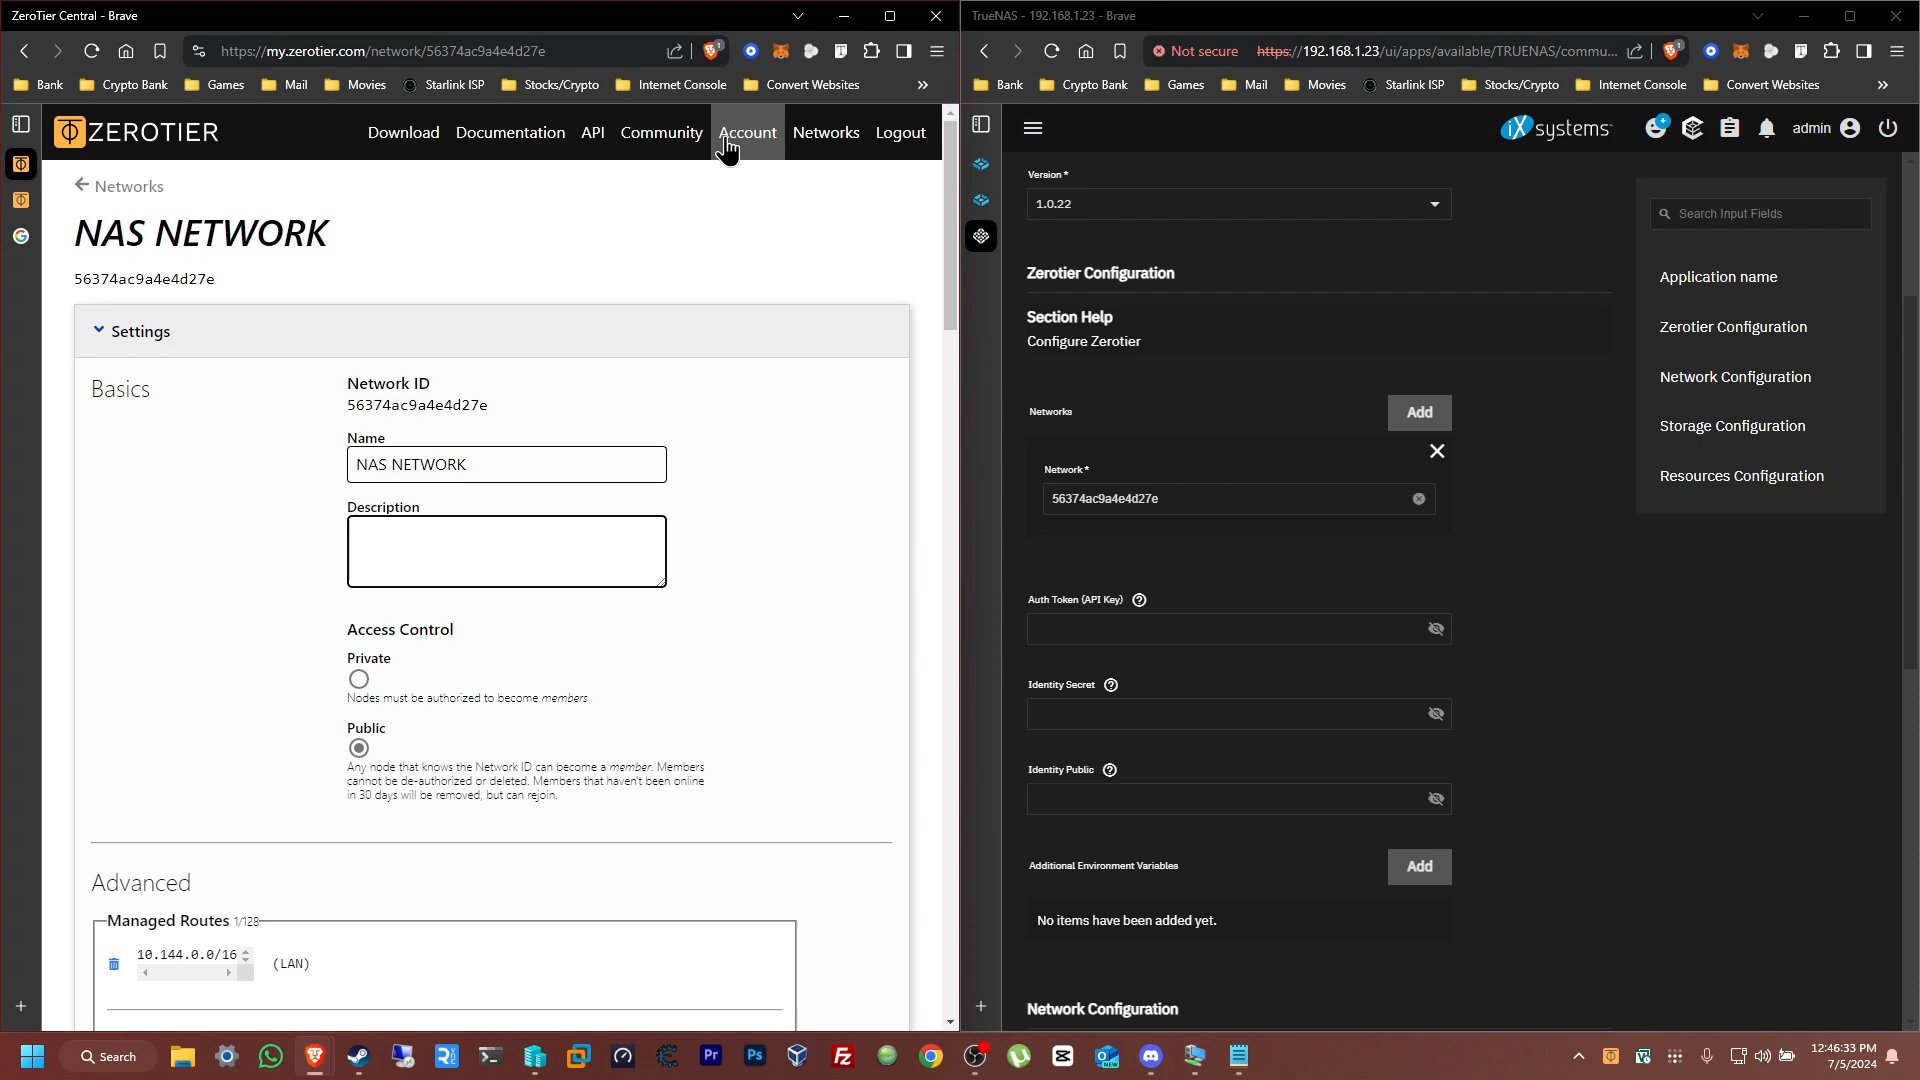 ZeroTier Central - Brave
https://my.zerotier.com/network/56374ac9a4e4d27e
Bank
Crypto Bank
Games
Mail
Movies
Starlink ISP
Stocks/Crypto
Internet Console
Convert Websites
»
ZEROTIER
Download
Documentation
API
Community
Account
Networks
Logout
Networks
NAS NETWORK
56374ac9a4e4d27e
Settings
Basics
Network ID
56374ac9a4e4d27e
Name
NAS NETWORK
Description
Access Control
Private
Nodes must be authorized to become members
Public
Any node that knows the Network ID can become a member. Members
cannot be de-authorized or deleted. Members that haven't been online
in 30 days will be removed, but can rejoin.
Advanced
Managed Routes 1/128
10.144.0.0/16
(LAN)
TrueNAS - 192.168.1.23 - Brave
Not secure
https://192.168.1.23/ui/apps/available/TRUENAS/commu...
Bank
Crypto Bank
Games
Mail
Movies
Starlink ISP
Stocks/Crypto
Internet Console
Convert Websites
»
iXsystems
admin
Version *
1.0.22
Zerotier Configuration
Section Help
Configure Zerotier
Networks
Add
Network *
56374ac9a4e4d27e
Auth Token (API Key)
Identity Secret
Identity Public
Additional Environment Variables
Add
No items have been added yet.
Network Configuration
Search Input Fields
Application name
Zerotier Configuration
Network Configuration
Storage Configuration
Resources Configuration
Search
Pr
Ps
12:46:33 PM
7/5/2024